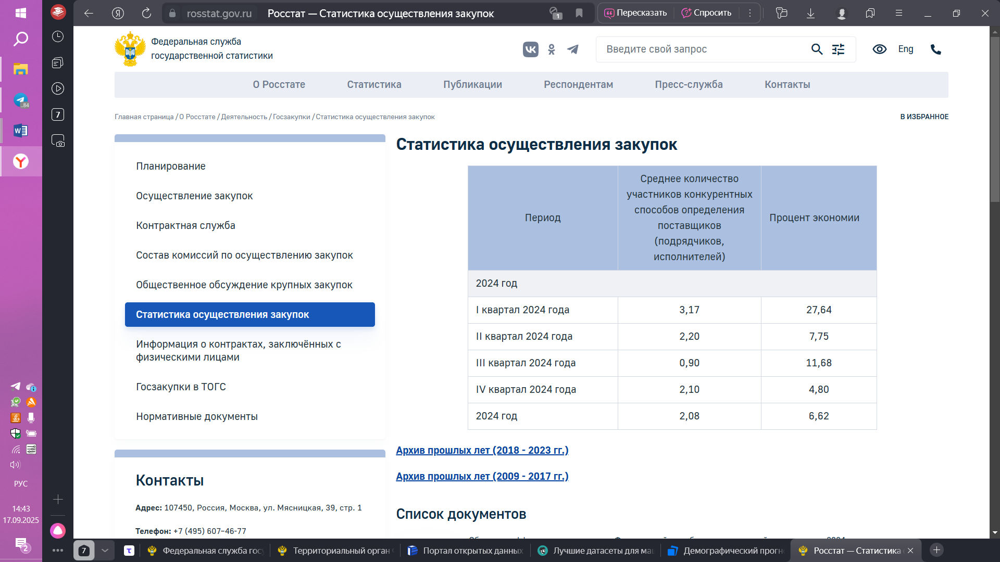 rosstat.gov.ru
Росстат — Статистика осуществления закупок
1
Пересказать
Спросить
Федеральная служба
государственной статистики
Введите свой запрос
Eng
О Росстате
Статистика
Публикации
Респондентам
Пресс-служба
Контакты
Главная страница / О Росстате / Деятельность / Госзакупки / Статистика осуществления закупок
В ИЗБРАННОЕ
Планирование
Осуществление закупок
Контрактная служба
Состав комиссий по осуществлению закупок
Общественное обсуждение крупных закупок
Статистика осуществления закупок
Информация о контрактах, заключённых с
физическими лицами
Госзакупки в ТОГС
Нормативные документы
Контакты
Адрес: 107450, Россия, Москва, ул. Мясницкая, 39, стр. 1
Телефон: +7 (495) 607-46-77
Статистика осуществления закупок
Период
Среднее количество
участников конкурентных
способов определения
поставщиков
(подрядчиков,
исполнителей)
Процент экономии
2024 год
I квартал 2024 года 3,17 27,64
II квартал 2024 года 2,20 7,75
III квартал 2024 года 0,90 11,68
IV квартал 2024 года 2,10 4,80
2024 год 2,08 6,62
Архив прошлых лет (2018 - 2023 гг.)
Архив прошлых лет (2009 - 2017 гг.)
Список документов
..84
7
РУС
14:43
17.09.2025
2
7
Федеральная служба гос
Территориальный орган
Портал открытых данных
Лучшие датасеты для ма
Демографический прогн
Росстат — Статистика